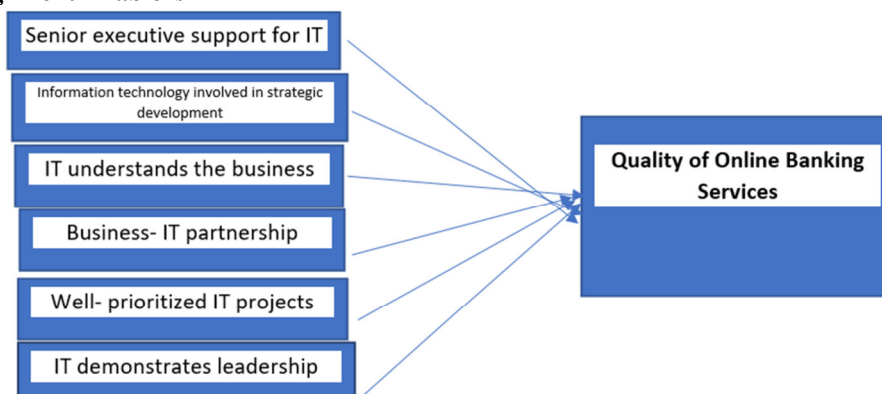 Senior executive support for IT
Information technology involved in strategic
development
IT understands the business
Business- IT partnership
Well- prioritized IT projects
IT demonstrates leadership
Quality of Online Banking
Services